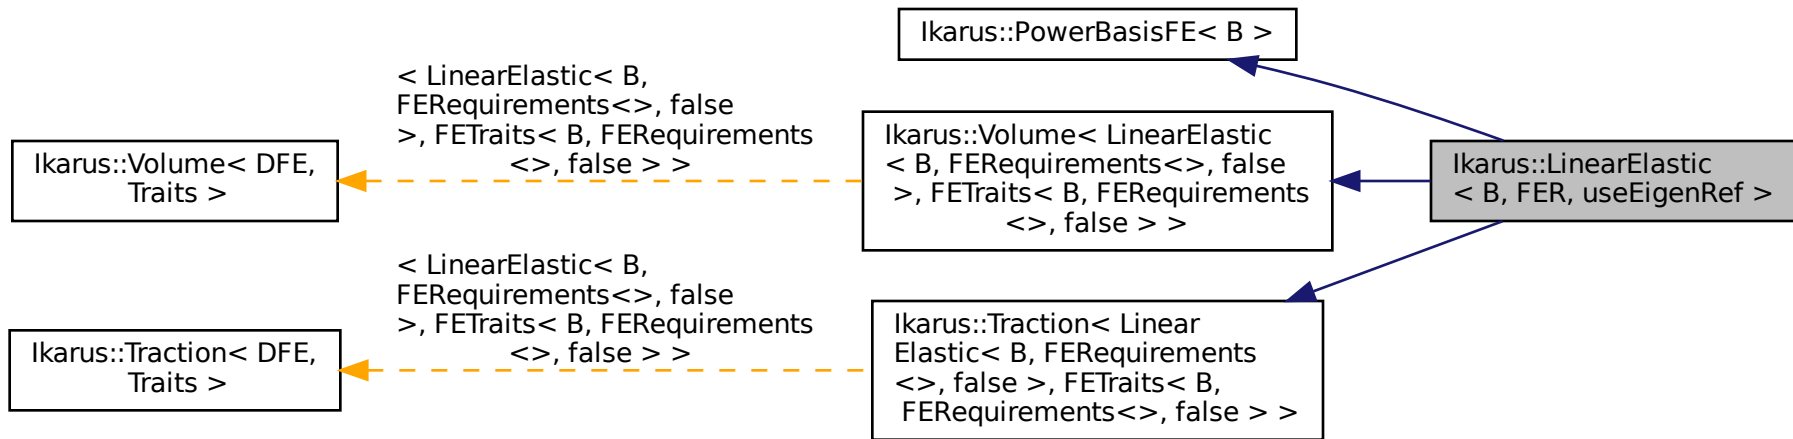 Ikarus::PowerBasisFE< B >
< LinearElastic< B,
FERequirements<>, false
>, FETraits< B, FERequirements
<>, false > >
Ikarus::Volume< DFE,
Traits >
Ikarus::Volume< LinearElastic
< B, FERequirements<>, false
>, FETraits< B, FERequirements
<>, false > >
Ikarus::LinearElastic
< B, FER, useEigenRef >
< LinearElastic< B,
FERequirements<>, false
>, FETraits< B, FERequirements
<>, false > >
Ikarus::Traction< DFE,
Traits >
Ikarus::Traction< Linear
Elastic< B, FERequirements
<>, false >, FETraits< B,
FERequirements<>, false > >